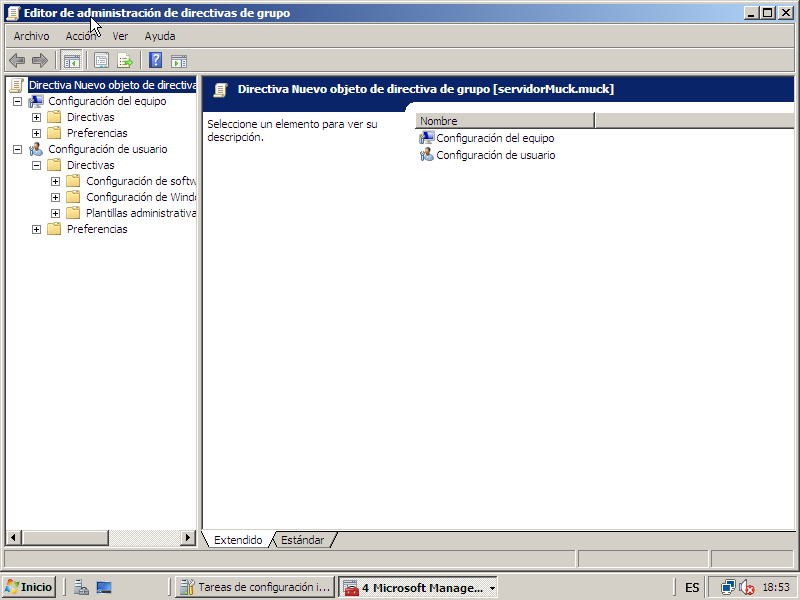 Editor de administración de directivas de grupo
Archivo Acción Ver Ayuda
Directiva Nuevo objeto de directiva
Configuración del equipo
Directivas
Preferencias
Configuración de usuario
Directivas
Configuración de softw
Configuración de Wind
Plantillas administrativa
Preferencias
Directiva Nuevo objeto de directiva de grupo [servidorMuck.muck]
Seleccione un elemento para ver su
descripción.
Nombre
Configuración del equipo
Configuración de usuario
Extendido Estándar
Inicio Tareas de configuración i... 4 Microsoft Manage... ES 18:53